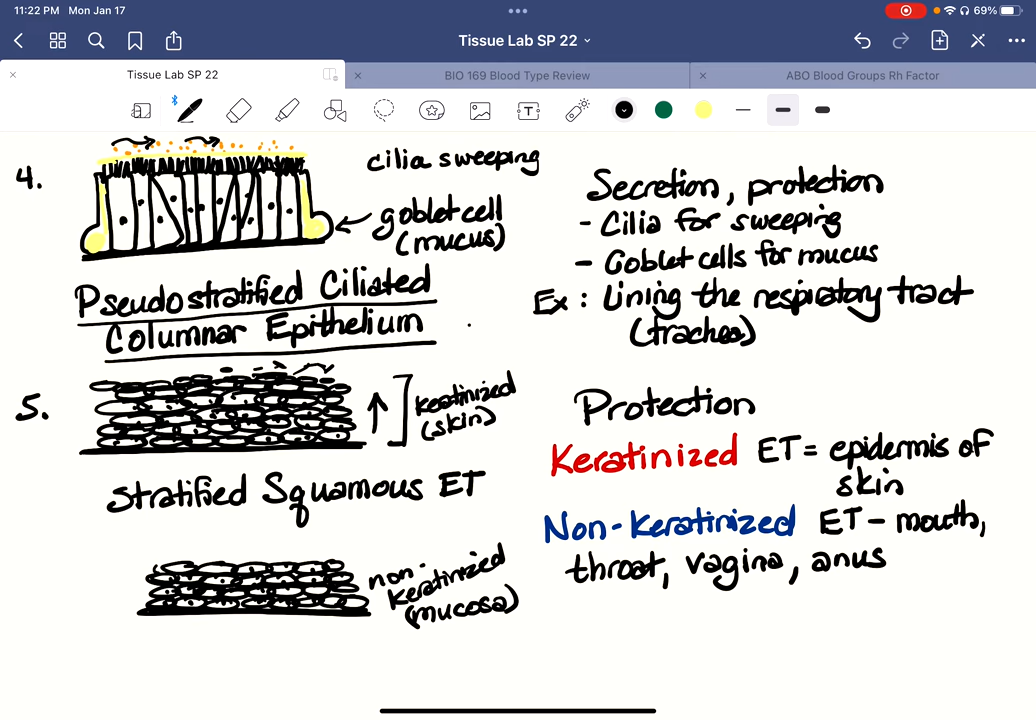 11:22 PM Mon Jan 17
69%
Tissue Lab SP 22
Tissue Lab SP 22
BIO 169 Blood Type Review
ABO Blood Groups Rh Factor
4.
cilia sweeping
goblet cell
(mucus)
Pseudostratified Ciliated
Columnar Epithelium
Secretion, protection
- Cilia for sweeping
- Goblet cells for mucus
Ex: Lining the respiratory tract
(trachea)
5.
keratinized
(skin)
Stratified Squamous ET
non-
keratinized
(mucosa)
Protection
Keratinized ET = epidermis of
skin
Non-Keratinized ET - mouth,
throat, vagina, anus